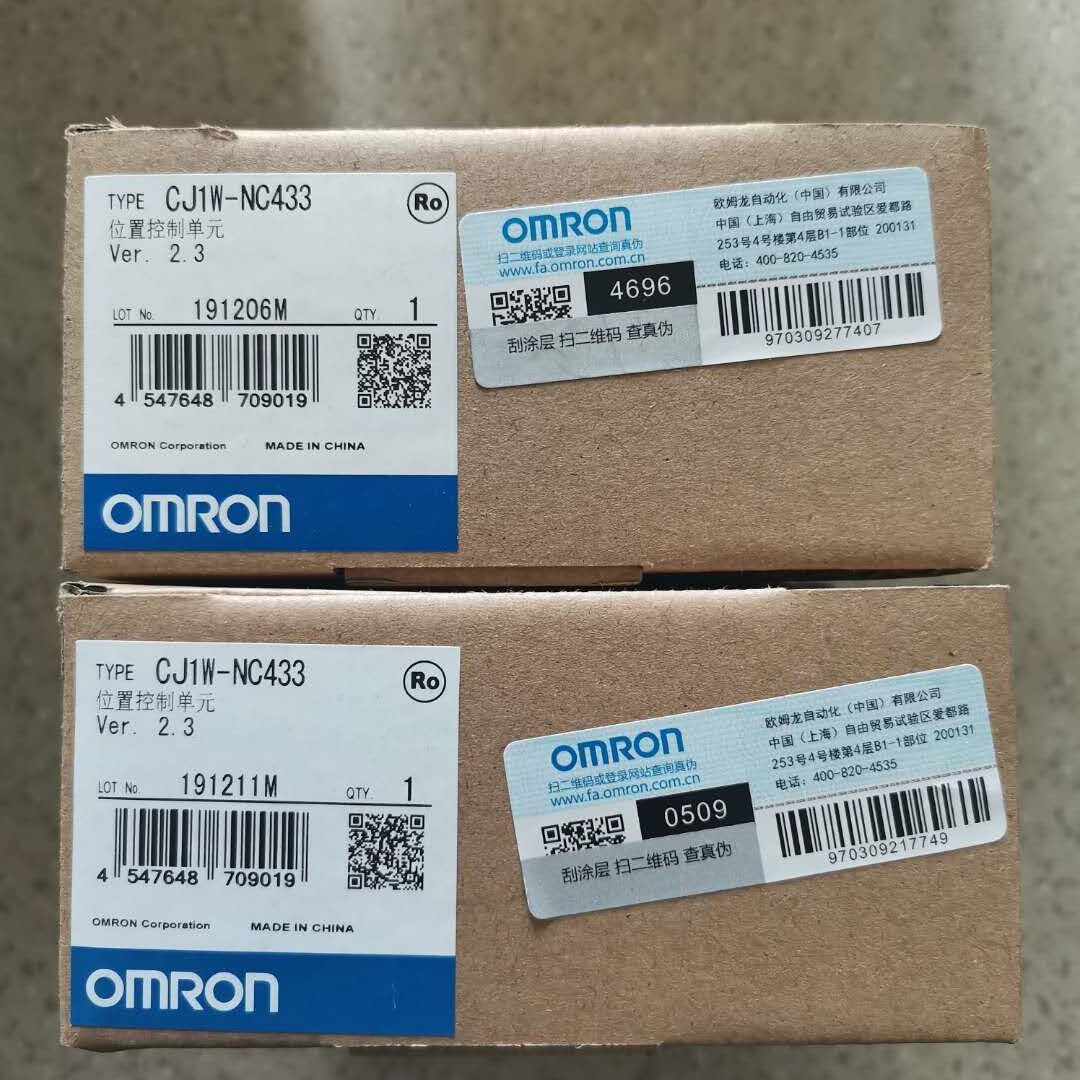 TYPE CJ1W-NC433
Ro
位置控制单元
Ver. 2.3
LOT No. 191206M QTY. 1
4 547648 709019
OMRON Corporation MADE IN CHINA
OMRON
OMRON
扫二维码或登录网站查询真伪
www.fa.omron.com.cn
4696
刮涂层 扫二维码 查真伪
欧姆龙自动化（中国）有限公司
中国（上海）自由贸易试验区爱都路
253号4号楼第4层B1-1部位 200131
电话：400-820-4535
970309277407
TYPE CJ1W-NC433
Ro
位置控制单元
Ver. 2.3
LOT No. 191211M QTY. 1
4 547648 709019
OMRON Corporation MADE IN CHINA
OMRON
OMRON
扫二维码或登录网站查询真伪
www.fa.omron.com.cn
0509
刮涂层 扫二维码 查真伪
欧姆龙自动化（中国）有限公司
中国（上海）自由贸易试验区爱都路
253号4号楼第4层B1-1部位 200131
电话：400-820-4535
970309217749